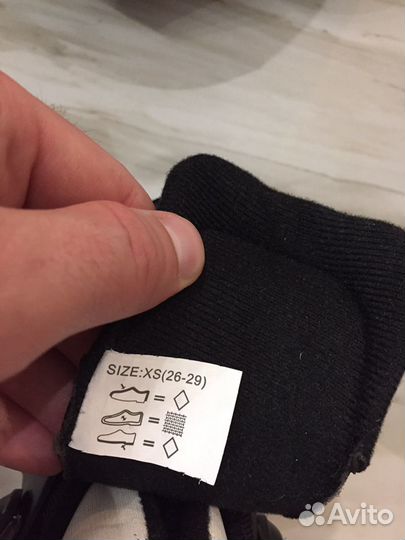 SIZE:XS(26-29)
=
=
=
Avito